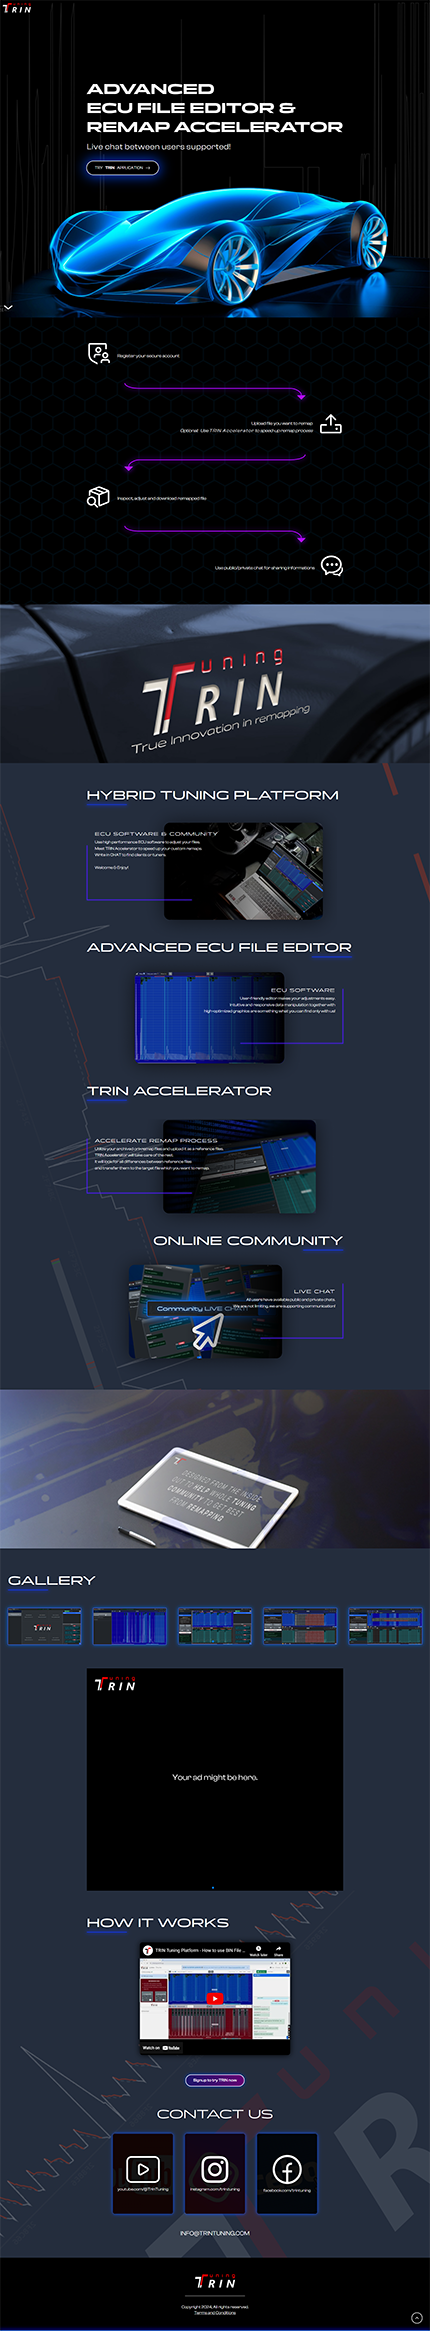 Tuning
TRIN
ADVANCED
ECU FILE EDITOR &
REMAP ACCELERATOR
Live chat between users supported!
TRY TRIN APPLICATION
Register your secure account
Upload file you want to remap
Optional: Use TRIN Accelerator to speed up remap process
Inspect, adjust and download remapped file
Use public/private chat for sharing informations
Tuning
TRIN
True Innovation in remapping
HYBRID TUNING PLATFORM
ECU SOFTWARE & COMMUNITY
Use high performance ECU software to adjust your files.
Meet TRIN Accelerator to speed up your custom remaps.
Write in CHAT to find clients or tuners.
Welcome & Enjoy!
ADVANCED ECU FILE EDITOR
ECU SOFTWARE
User-friendly editor makes your adjustments easy.
Intuitive and responsive data manipulation together with
high-optimized graphics are something what you can find only with us!
TRIN ACCELERATOR
ACCELERATE REMAP PROCESS
Utilize your archived original files and upload it as a reference files.
TRIN Accelerator will take care of the rest.
It will look for all differences between reference files
and transfer them to the target file which you want to remap.
ONLINE COMMUNITY
Community LIVE CHAT
LIVE CHAT
All users have available public and private chats.
We are not limiting, we are supporting communication!
DESIGNED FROM THE INSIDE
OUT TO HELP WHOLE TUNING
COMMUNITY TO GET BEST
FROM REMAPPING
GALLERY
TRIN
Tuning
TRIN
Your ad might be here.
HOW IT WORKS
TRIN Tuning Platform - How to use BIN File ...
Watch later
Share
Watch on YouTube
Signup to try TRIN now
CONTACT US
youtube.com/@TrinTuning
instagram.com/trintuning
facebook.com/trintuning
INFO@TRINTUNING.COM
Tuning
TRIN
Copyright 2024, All rights reserved.
Terms and Conditions